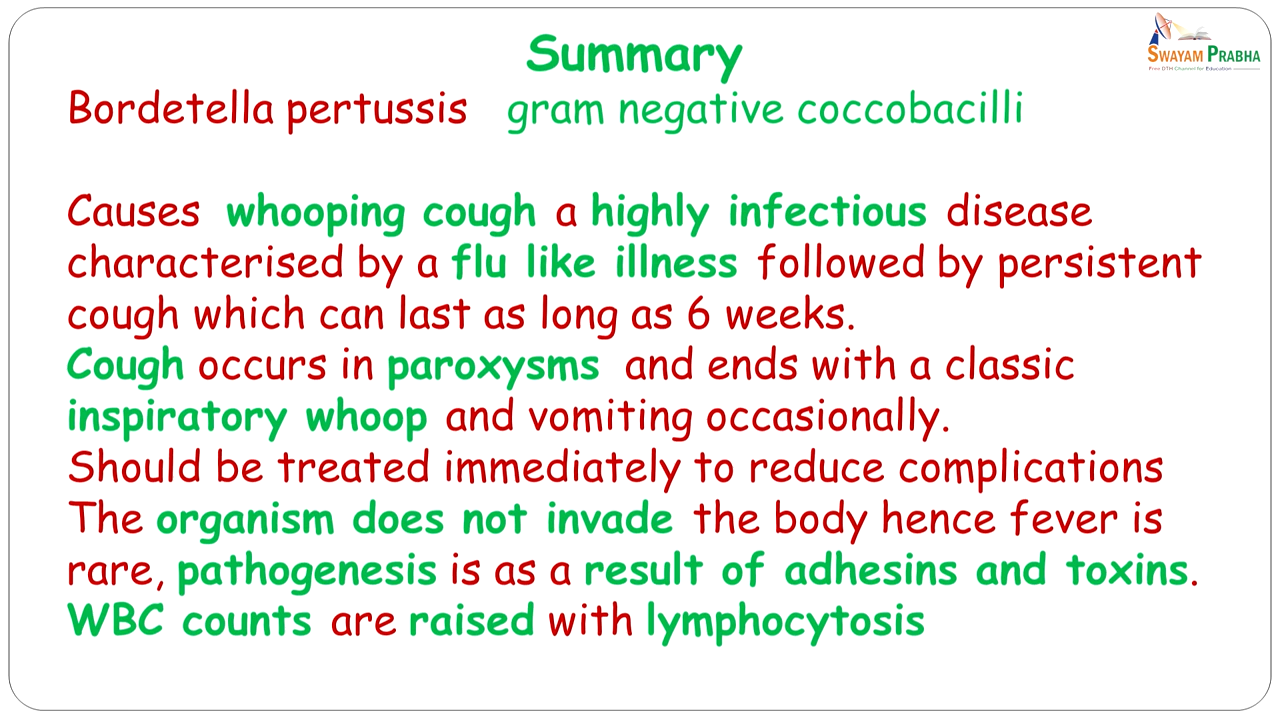 Summary
SWAYAM PRABHA
Free DTH Channel for Education
Bordetella pertussis gram negative coccobacilli
Causes whooping cough a highly infectious disease
characterised by a flu like illness followed by persistent
cough which can last as long as 6 weeks.
Cough occurs in paroxysms and ends with a classic
inspiratory whoop and vomiting occasionally.
Should be treated immediately to reduce complications
The organism does not invade the body hence fever is
rare, pathogenesis is as a result of adhesins and toxins.
WBC counts are raised with lymphocytosis